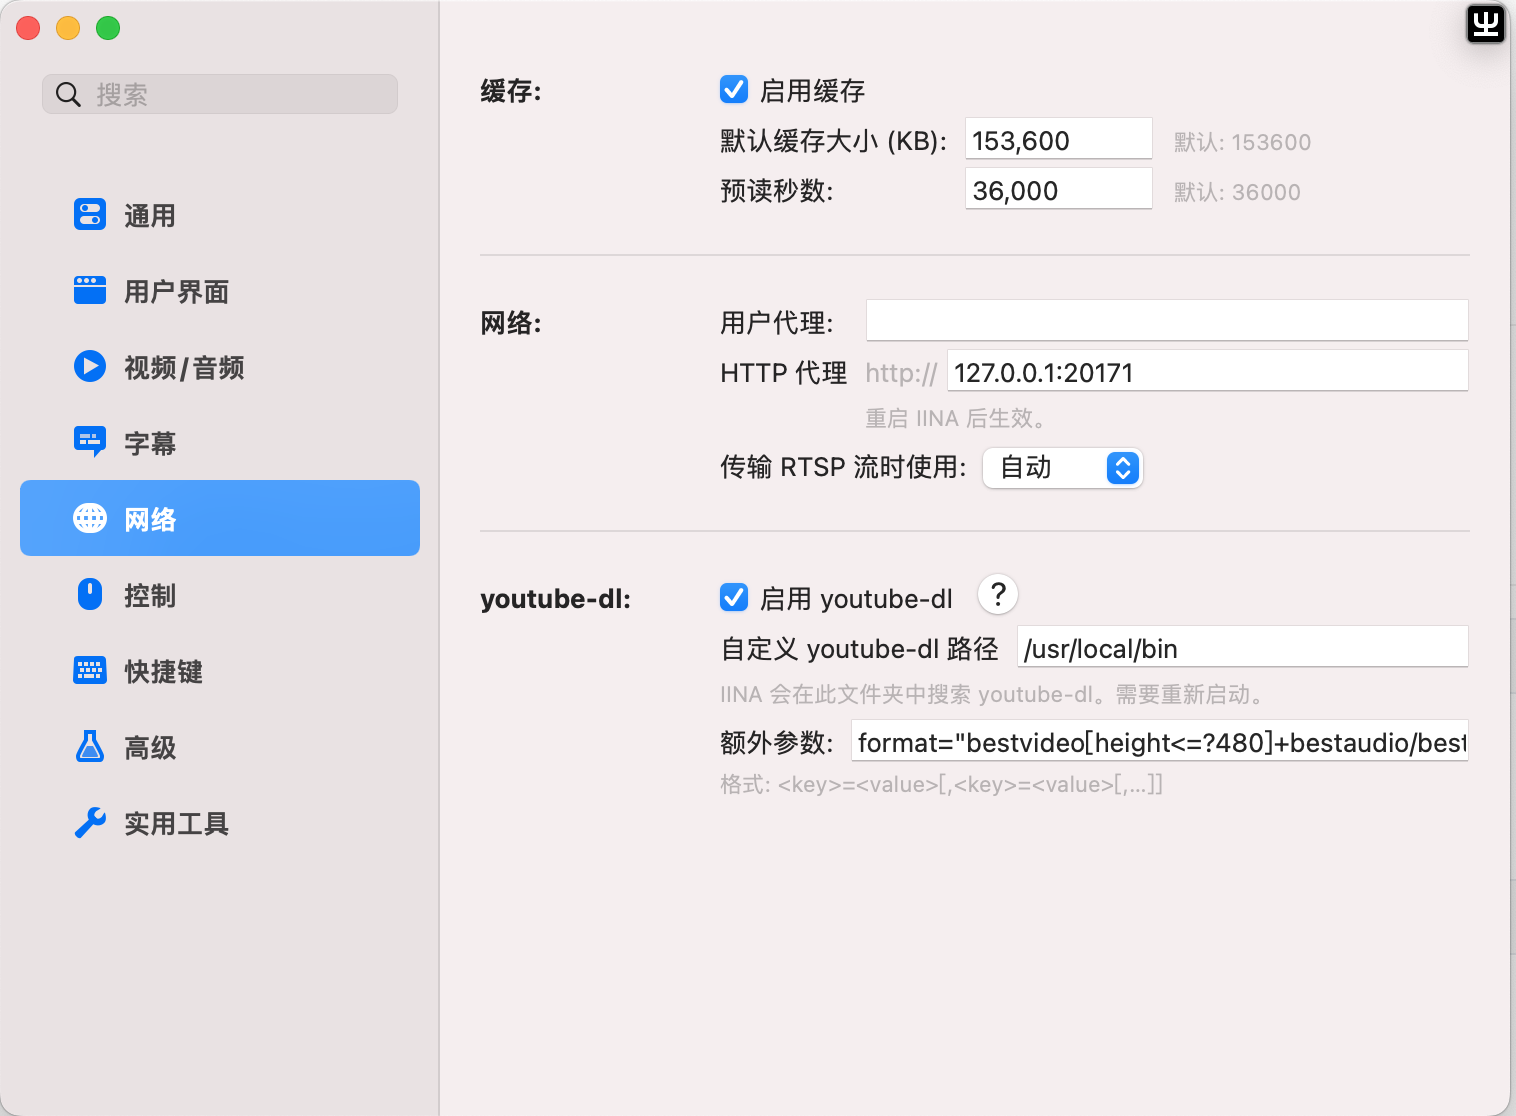 搜索
通用
用户界面
视频/音频
字幕
网络
控制
快捷键
高级
实用工具
缓存:
启用缓存
默认缓存大小 (KB): 153,600 默认: 153600
预读秒数: 36,000 默认: 36000
网络:
用户代理:
HTTP 代理 http:// 127.0.0.1:20171
重启 IINA 后生效。
传输 RTSP 流时使用: 自动
youtube-dl:
启用 youtube-dl ?
自定义 youtube-dl 路径 /usr/local/bin
IINA 会在此文件夹中搜索 youtube-dl。需要重新启动。
额外参数: format="bestvideo[height<=?480]+bestaudio/best
格式: <key>=<value>[,<key>=<value>[,...]]